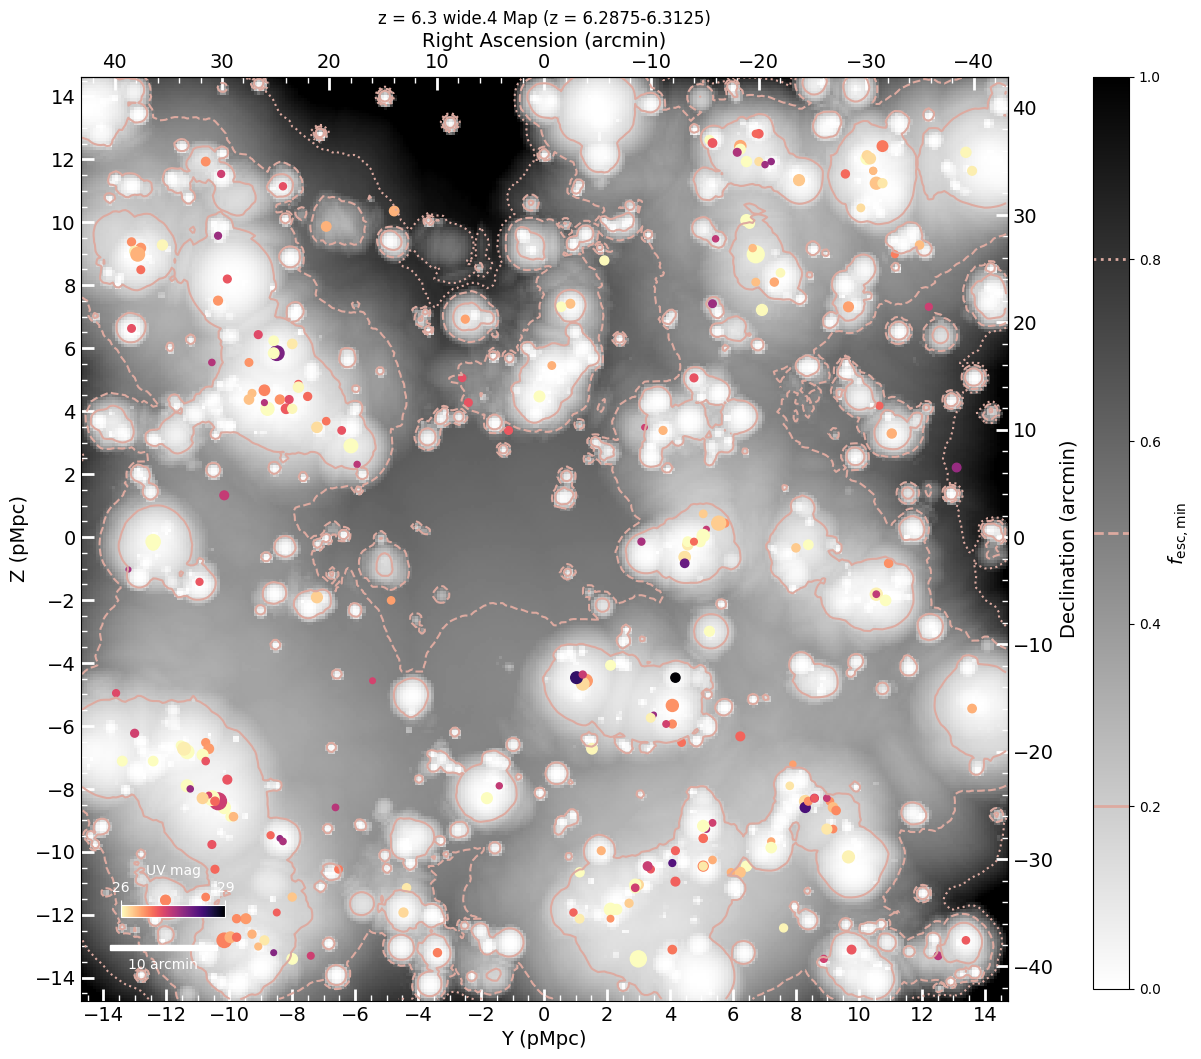 z = 6.3 wide.4 Map (z = 6.2875-6.3125)
Right Ascension (arcmin)
40 30 20 10 0 −10 −20 −30 −40
14 12 10 8 6 4 2 0 −2 −4 −6 −8 −10 −12 −14
Z (pMpc)
UV mag
26 29
10 arcmin
−14 −12 −10 −8 −6 −4 −2 0 2 4 6 8 10 12 14
Y (pMpc)
40 30 20 10 0 −10 −20 −30 −40
Declination (arcmin)
1.0 0.8 0.6 0.4 0.2 0.0
f_esc,min